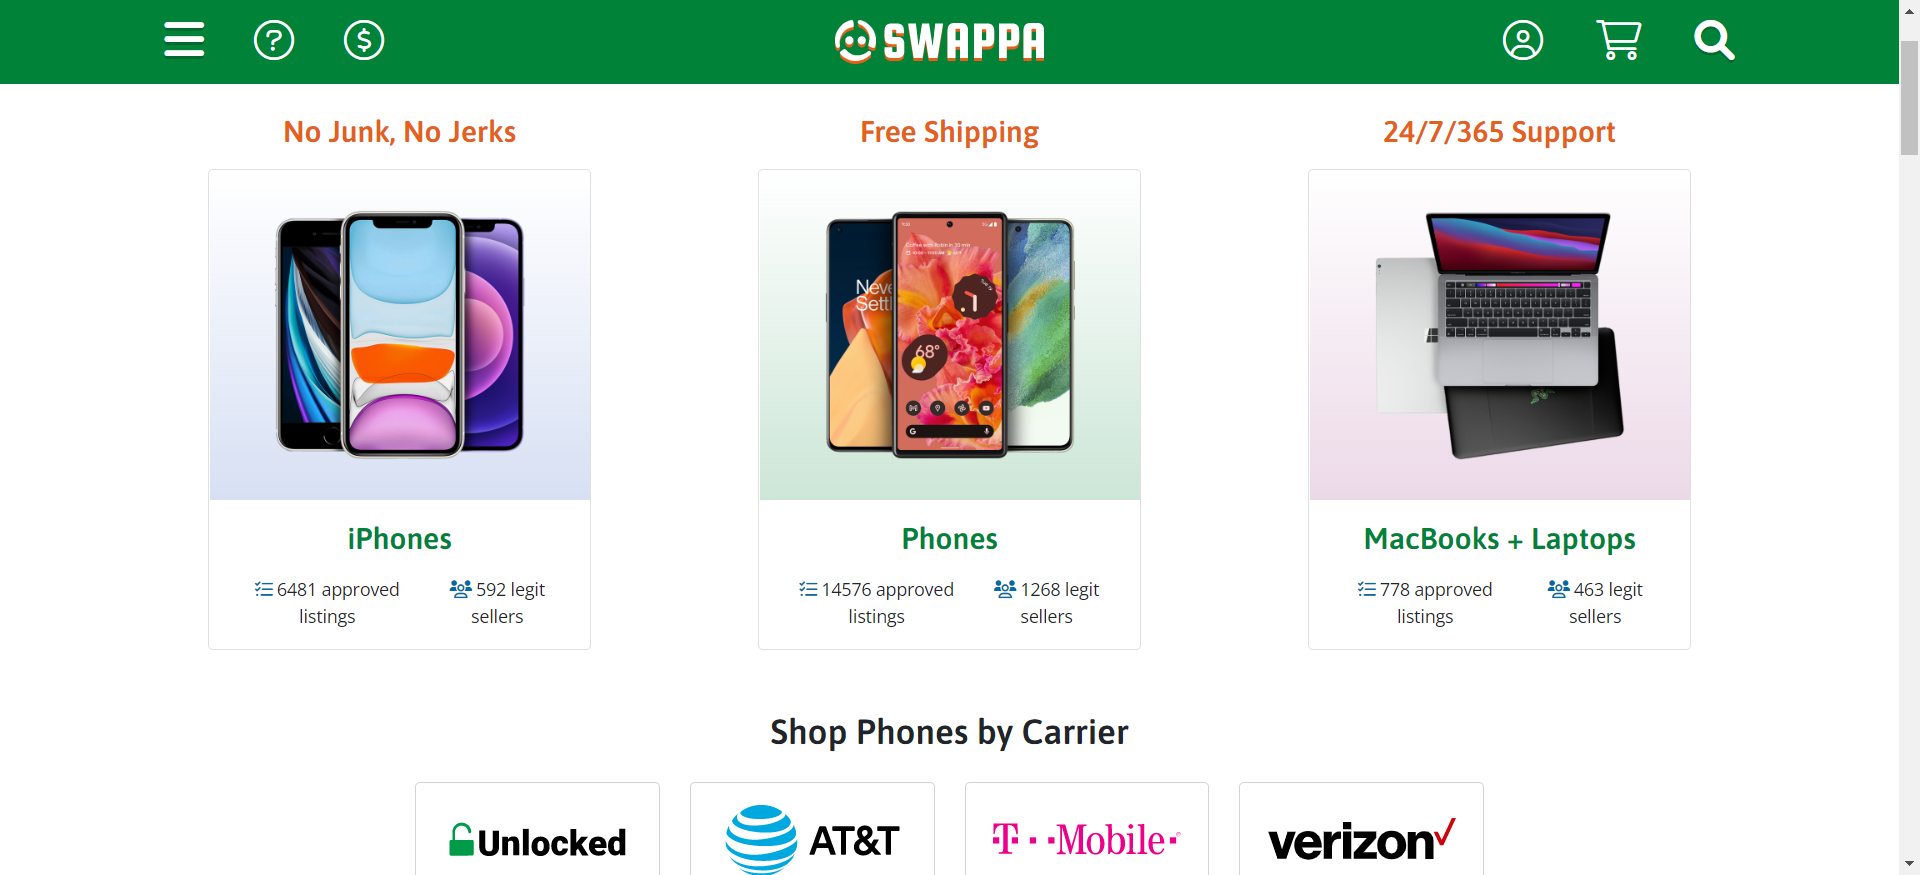 SWAPPA
No Junk, No Jerks
Free Shipping
24/7/365 Support
Never
Settl
68°
iPhones
Phones
MacBooks + Laptops
6481 approved listings
592 legit sellers
14576 approved listings
1268 legit sellers
778 approved listings
463 legit sellers
Shop Phones by Carrier
Unlocked
AT&T
T-Mobile
verizon